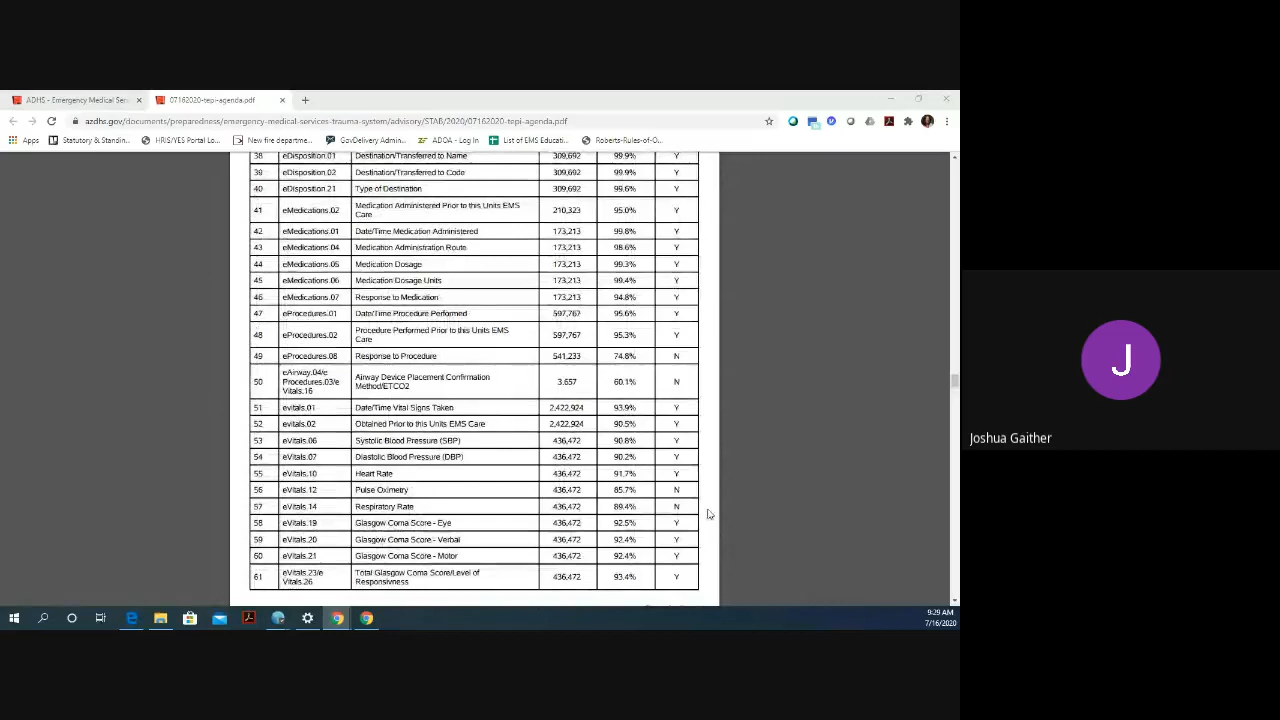 ADHS - Emergency Medical Ser
07162020-tepi-agenda.pdf
azdhs.gov/documents/preparedness/emergency-medical-services-trauma-system/advisory/STAB/2020/07162020-tepi-agenda.pdf
Apps
Statutory & Standin...
HRIS/YES Portal Lo...
New fire departme...
GovDelivery Admin...
ADOA - Log In
List of EMS Educati...
Roberts-Rules-of-O...
38 eDisposition.01 Destination/Transferred to Name 309,692 99.9% Y
39 eDisposition.02 Destination/Transferred to Code 309,692 99.9% Y
40 eDisposition.21 Type of Destination 309,692 99.6% Y
41 eMedications.02 Medication Administered Prior to this Units EMS Care 210,323 95.0% Y
42 eMedications.01 Date/Time Medication Administered 173,213 99.8% Y
43 eMedications.04 Medication Administration Route 173,213 98.6% Y
44 eMedications.05 Medication Dosage 173,213 99.3% Y
45 eMedications.06 Medication Dosage Units 173,213 99.4% Y
46 eMedications.07 Response to Medication 173,213 94.8% Y
47 eProcedures.01 Date/Time Procedure Performed 597,767 95.6% Y
48 eProcedures.02 Procedure Performed Prior to this Units EMS Care 597,767 95.3% Y
49 eProcedures.08 Response to Procedure 541,233 74.8% N
50 eAirway.04/e Procedures.03/e Vitals.16 Airway Device Placement Confirmation Method/ETCO2 3,657 60.1% N
51 evitals.01 Date/Time Vital Signs Taken 2,422,924 93.9% Y
52 evitals.02 Obtained Prior to this Units EMS Care 2,422,924 90.5% Y
53 eVitals.06 Systolic Blood Pressure (SBP) 436,472 90.8% Y
54 eVitals.07 Diastolic Blood Pressure (DBP) 436,472 90.2% Y
55 eVitals.10 Heart Rate 436,472 91.7% Y
56 eVitals.12 Pulse Oximetry 436,472 85.7% N
57 eVitals.14 Respiratory Rate 436,472 89.4% N
58 eVitals.19 Glasgow Coma Score - Eye 436,472 92.5% Y
59 eVitals.20 Glasgow Coma Score - Verbal 436,472 92.4% Y
60 eVitals.21 Glasgow Coma Score - Motor 436,472 92.4% Y
61 eVitals.23/e Vitals.26 Total Glasgow Coma Score/Level of Responsivness 436,472 93.4% Y
9:29 AM
7/16/2020
J
Joshua Gaither